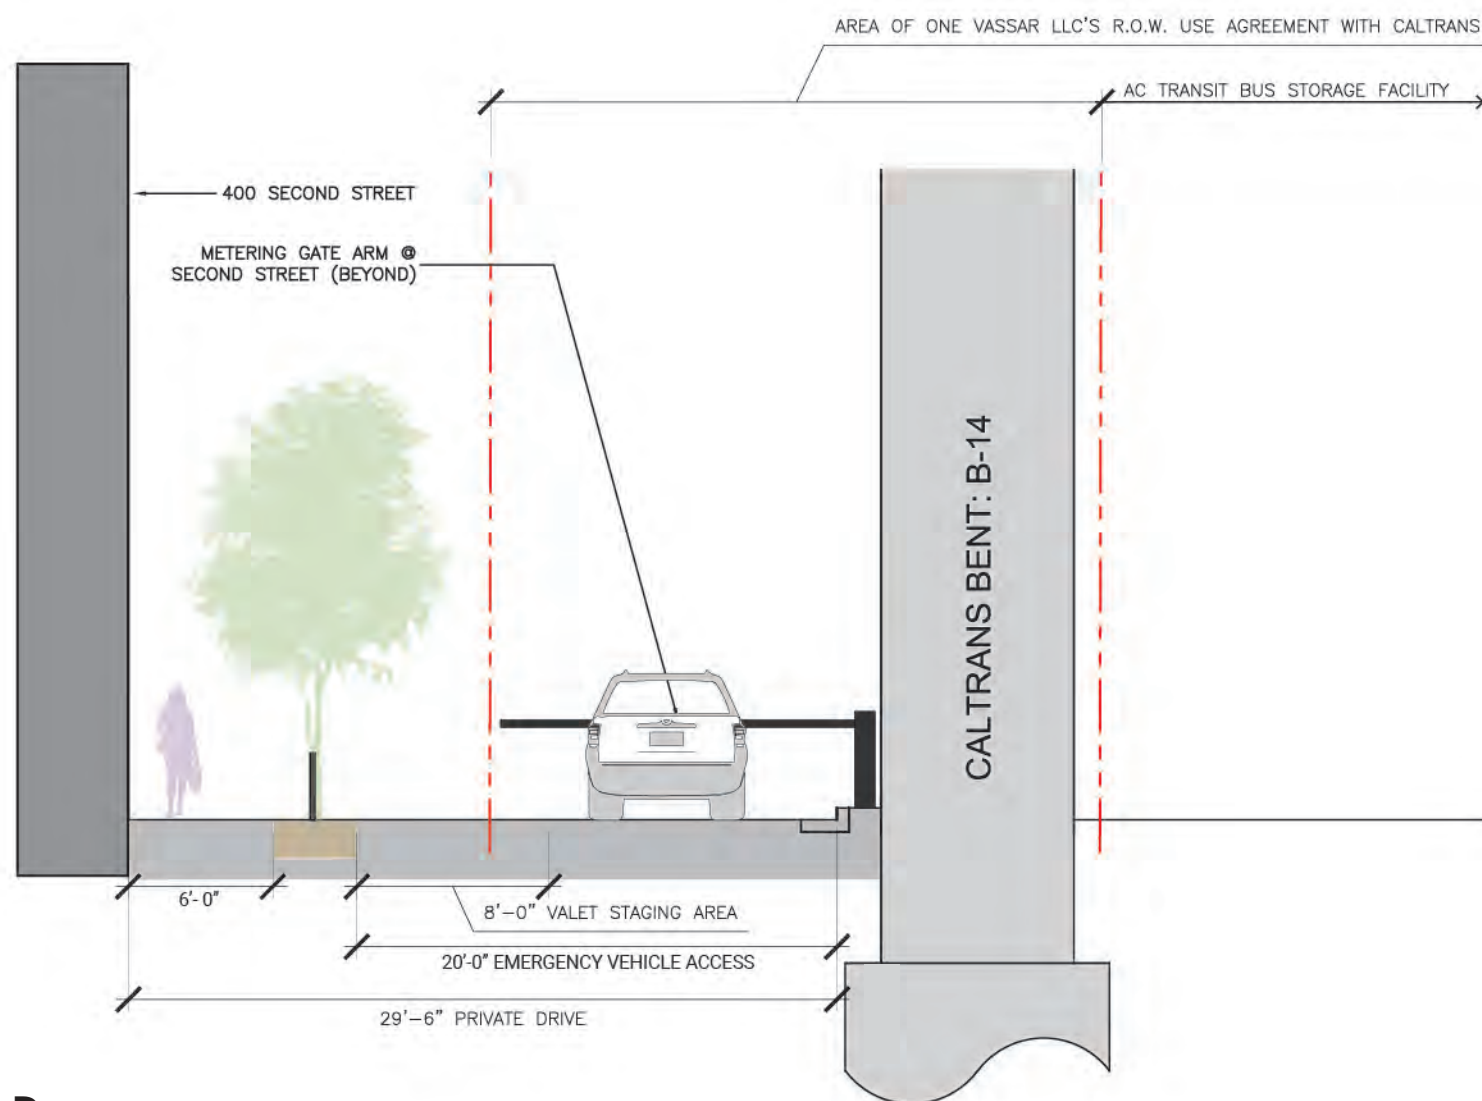 AREA OF ONE VASSAR LLC'S R.O.W. USE AGREEMENT WITH CALTRANS
AC TRANSIT BUS STORAGE FACILITY
400 SECOND STREET
METERING GATE ARM @
SECOND STREET (BEYOND)
CALTRANS BENT: B-14
6'-0"
8'-0" VALET STAGING AREA
20'-0" EMERGENCY VEHICLE ACCESS
29'-6" PRIVATE DRIVE